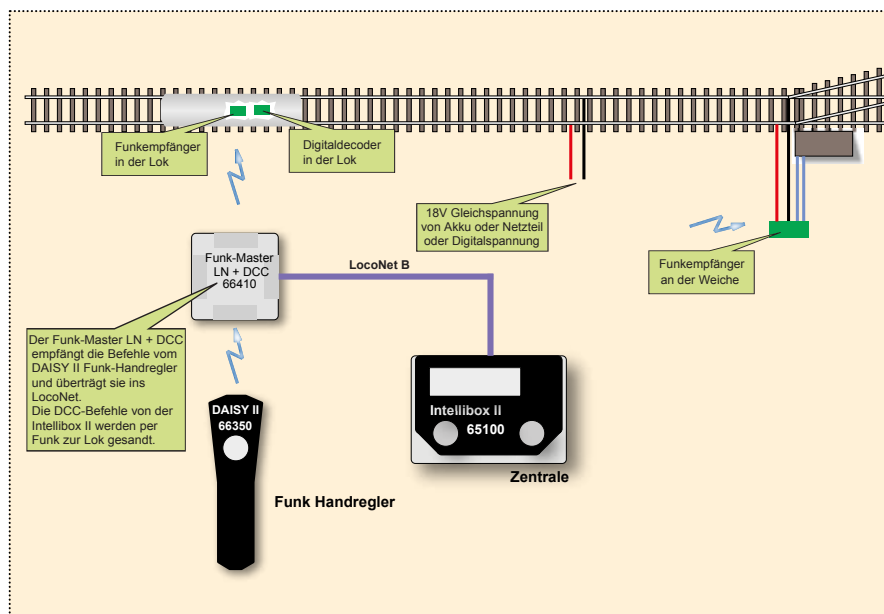 Funkempfänger
in der Lok
Digitaldecoder
in der Lok
18V Gleichspannung
von Akku oder Netzteil
oder Digitalspannung
Funkempfänger
an der Weiche
Funk-Master
LN + DCC
66410
LocoNet B
Der Funk-Master LN + DCC
empfängt die Befehle vom
DAISY II Funk-Handregler
und überträgt sie ins
LocoNet.
Die DCC-Befehle von der
Intellibox II werden per
Funk zur Lok gesandt.
DAISY II
66350
Intellibox II
65100
Zentrale
Funk Handregler